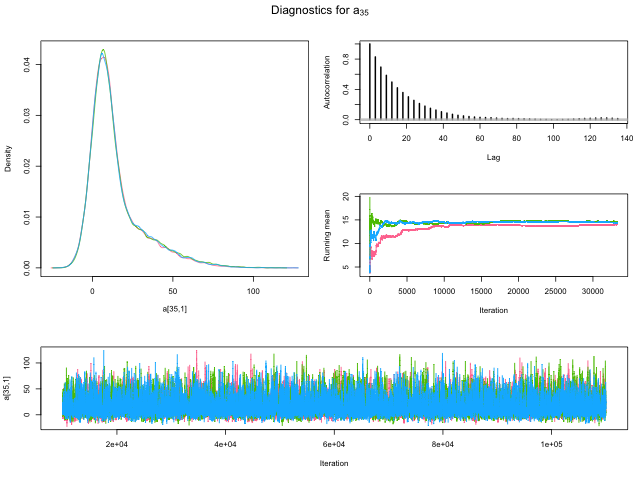 Diagnostics for a35
Density
0.00 0.01 0.02 0.03 0.04
0 50 100
a[35,1]
Autocorrelation
0.0 0.4 0.8
0 20 40 60 80 100 120 140
Lag
Running mean
5 10 15 20
0 5000 10000 15000 20000 25000 30000
Iteration
a[35,1]
0 50 100
2e+04 4e+04 6e+04 8e+04 1e+05
Iteration